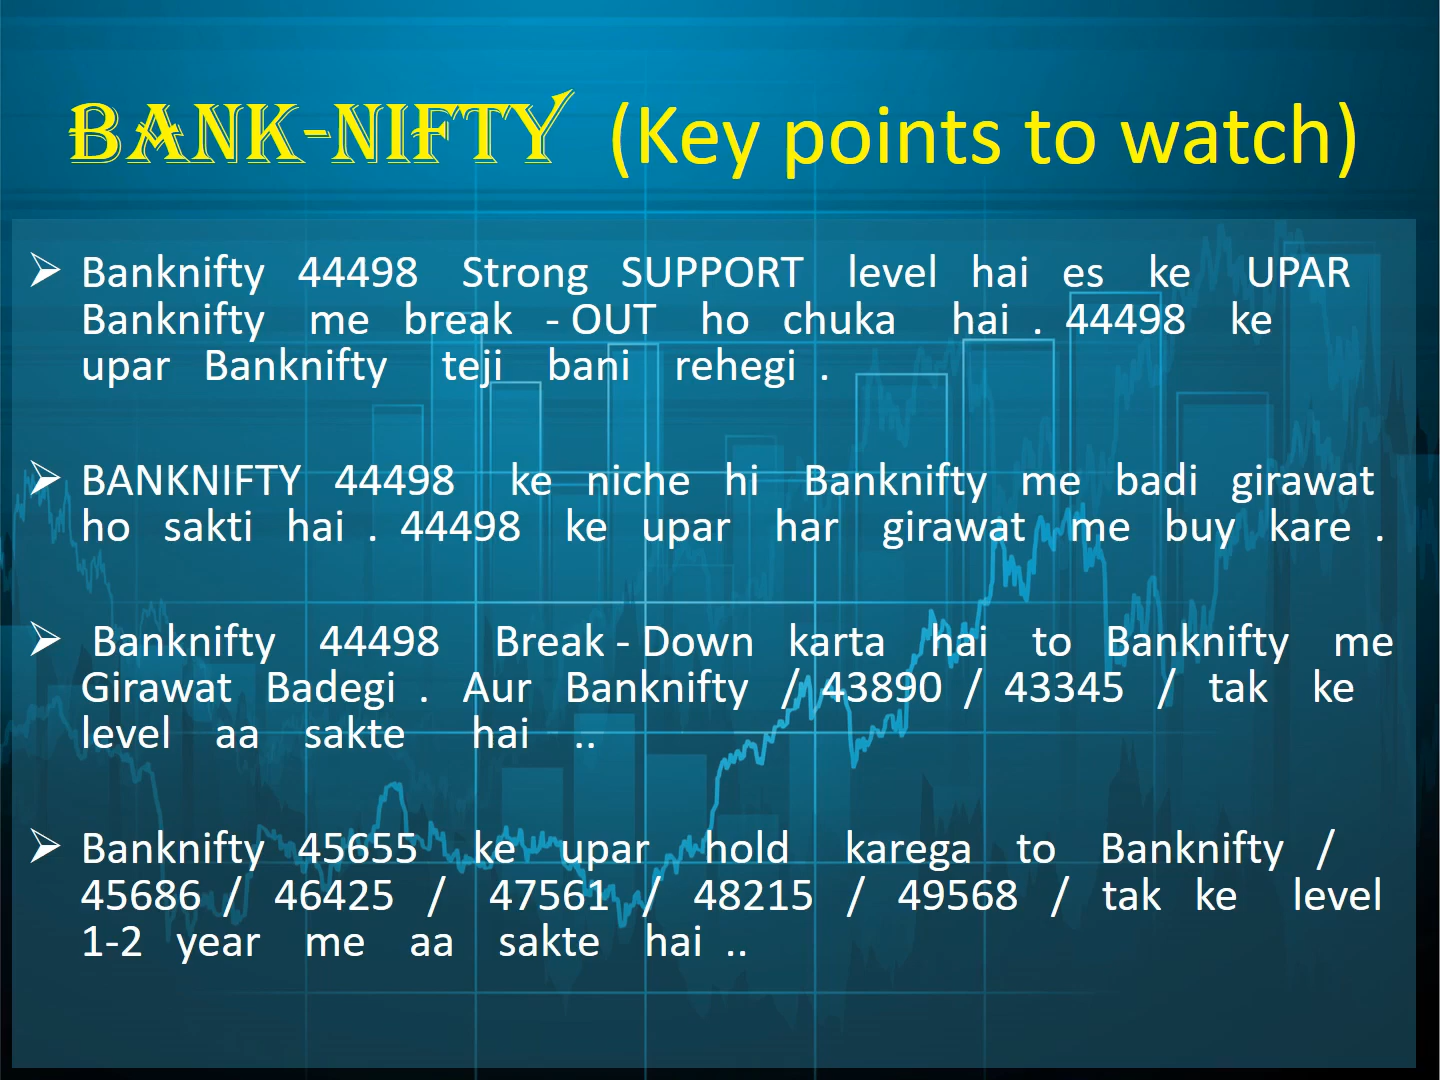 BANK-NIFTY (Key points to watch)
➢ Banknifty 44498 Strong SUPPORT level hai es ke UPAR
Banknifty me break - OUT ho chuka hai . 44498 ke
upar Banknifty teji bani rehegi .
➢ BANKNIFTY 44498 ke niche hi Banknifty me badi girawat
ho sakti hai . 44498 ke upar har girawat me buy kare .
➢ Banknifty 44498 Break - Down karta hai to Banknifty me
Girawat Badegi . Aur Banknifty / 43890 / 43345 / tak ke
level aa sakte hai ..
➢ Banknifty 45655 ke upar hold karega to Banknifty /
45686 / 46425 / 47561 / 48215 / 49568 / tak ke level
1-2 year me aa sakte hai ..